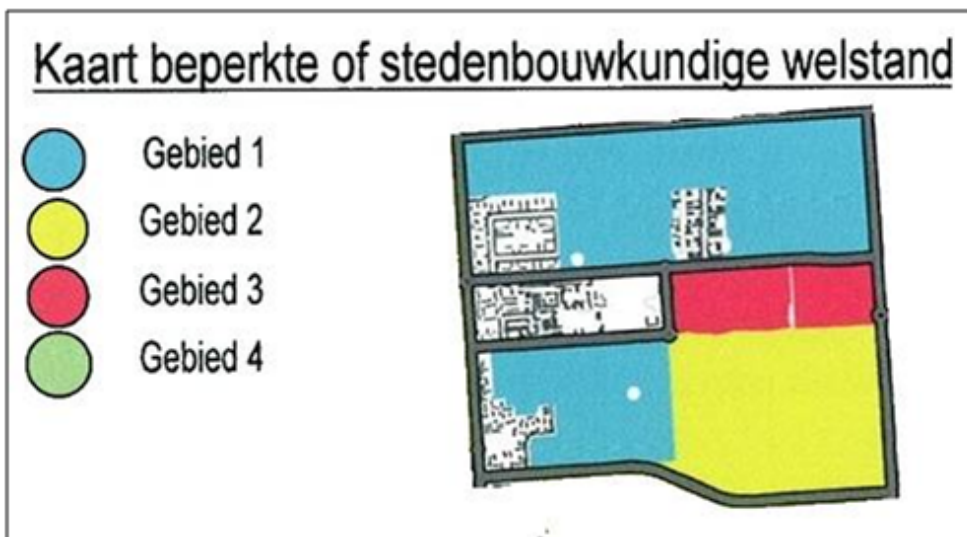 Kaart beperkte of stedenbouwkundige welstand
Gebied 1
Gebied 2
Gebied 3
Gebied 4